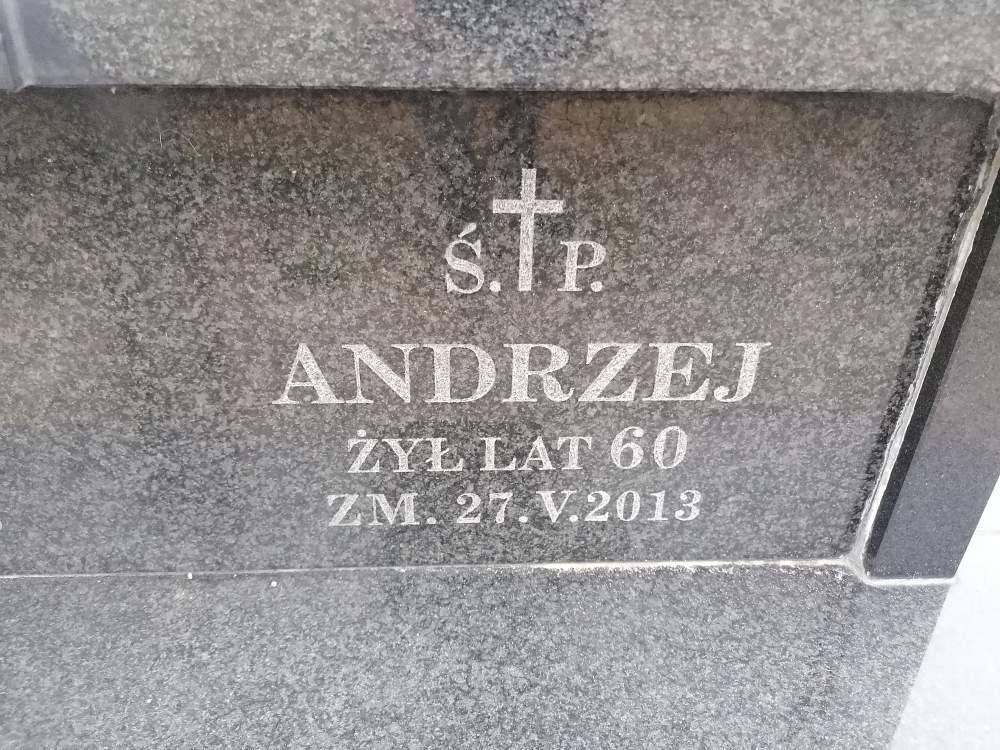 Ś. P.
ANDRZEJ
ŻYŁ LAT 60
ZM. 27.V.2013